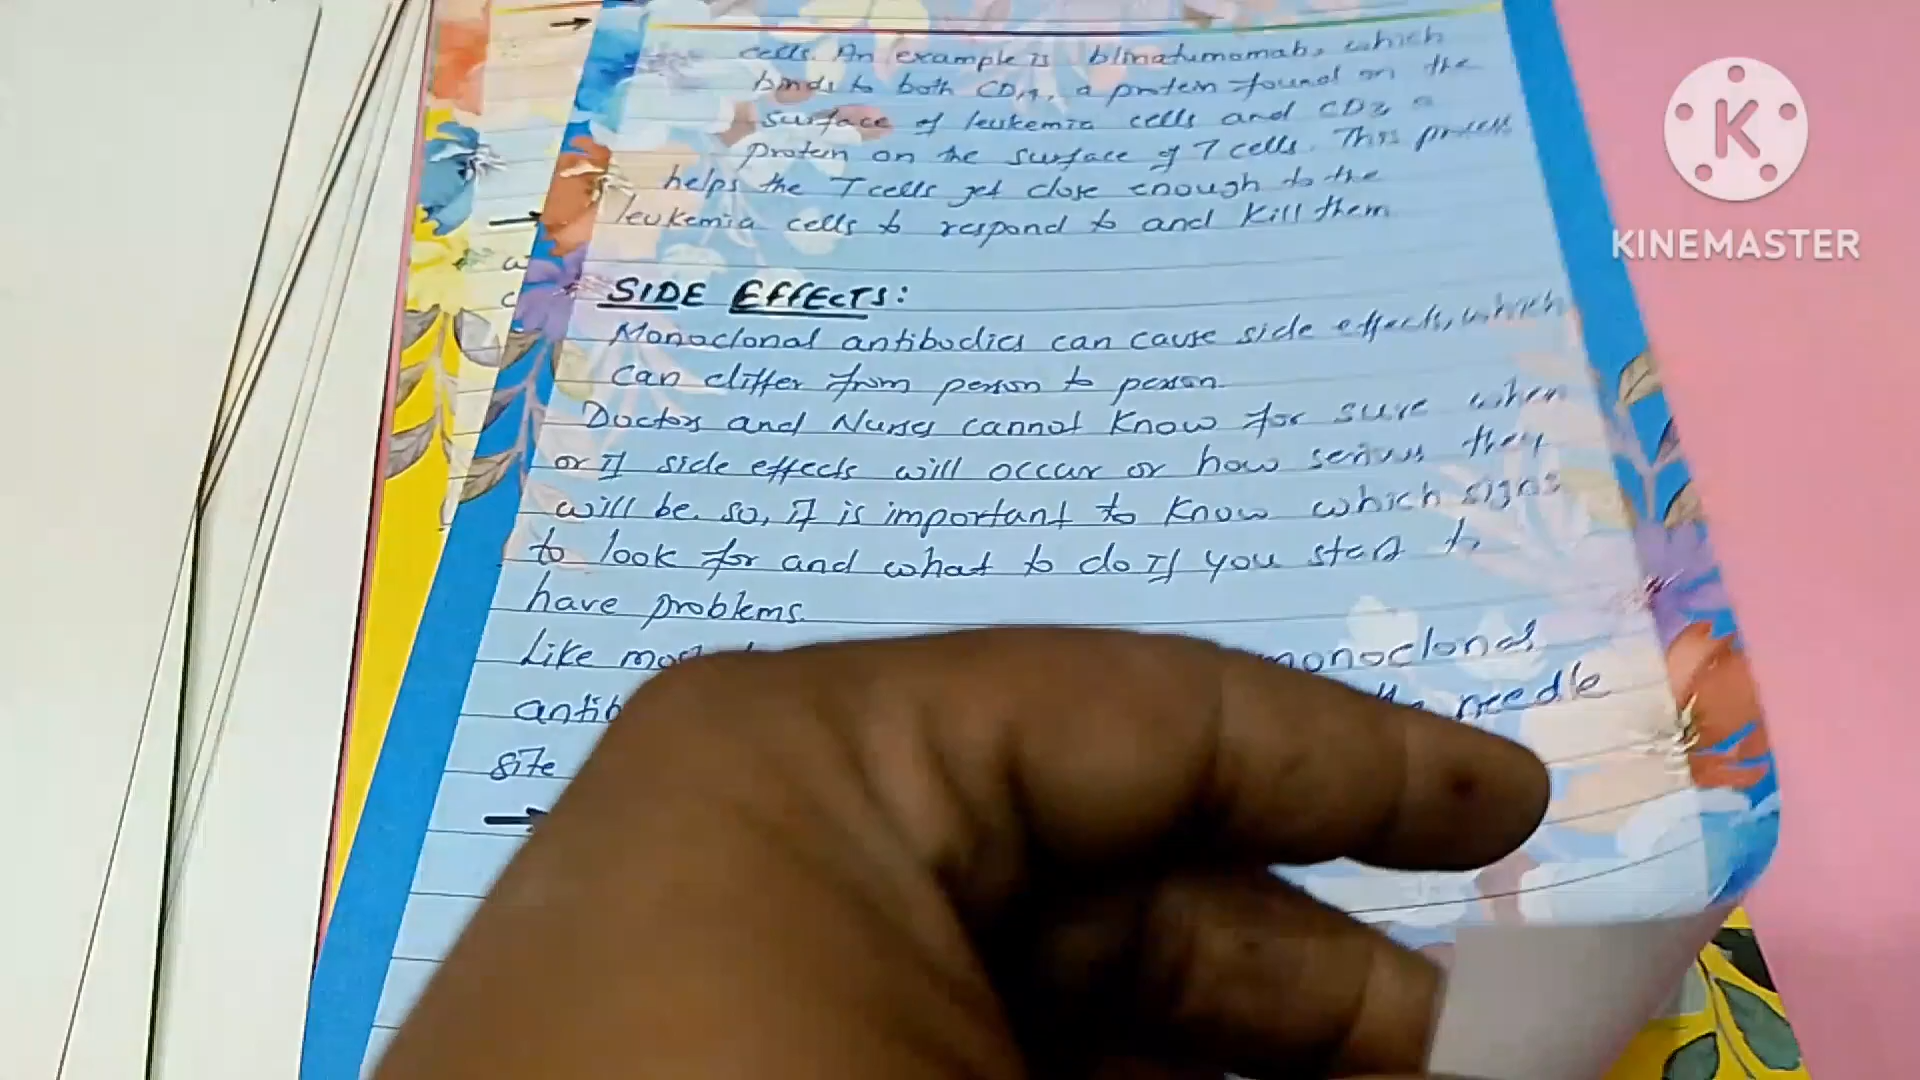 cells. An example is blinatumomab, which
binds to both CD19, a protein found on the
surface of leukemia cells and CD3 a
protein on the surface of T cells. This process
helps the T cells get close enough to the
leukemia cells to respond to and Kill them
SIDE EFFECTS:
Monoclonal antibodies can cause side effects, which
can differ from person to person.
Doctors and Nurses cannot Know for sure when
or if side effects will occur or how serious they
will be. so, it is important to Know which signs
to look for and what to do if you start to
have problems.
Like monoclonal
needle
site
K
KINEMASTER